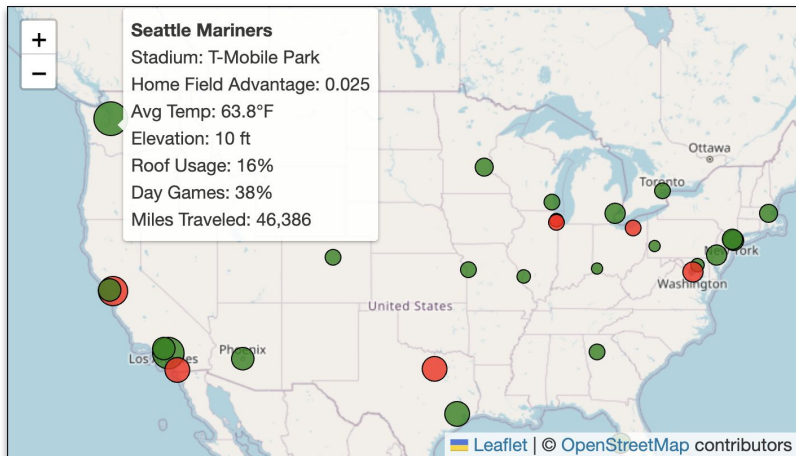 +
−
Seattle Mariners
Stadium: T-Mobile Park
Home Field Advantage: 0.025
Avg Temp: 63.8°F
Elevation: 10 ft
Roof Usage: 16%
Day Games: 38%
Miles Traveled: 46,386
Ottawa
Toronto
New York
Washington
United States
Phoenix
Los es
Leaflet | © OpenStreetMap contributors